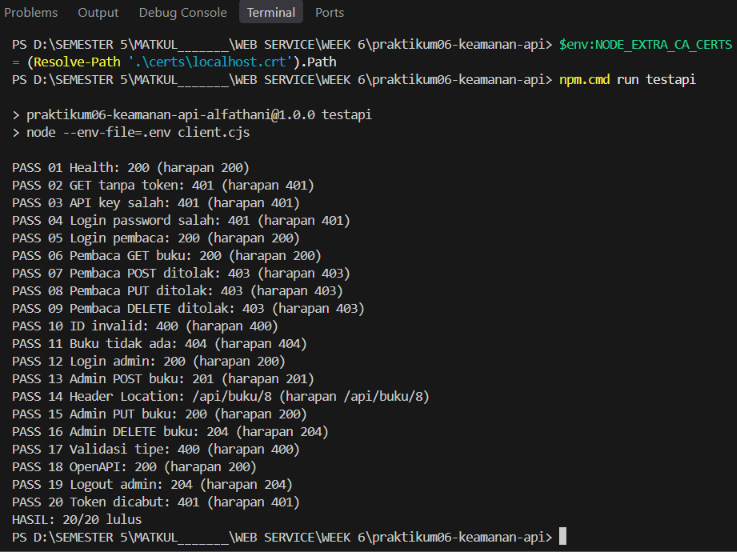 Problems Output Debug Console Terminal Ports
PS D:\SEMESTER 5\MATKUL_______\WEB SERVICE\WEEK 6\praktikum06-keamanan-api> $env:NODE_EXTRA_CA_CERTS
= (Resolve-Path '.\certs\localhost.crt').Path
PS D:\SEMESTER 5\MATKUL_______\WEB SERVICE\WEEK 6\praktikum06-keamanan-api> npm.cmd run testapi
> praktikum06-keamanan-api-alfathani@1.0.0 testapi
> node --env-file=.env client.cjs
PASS 01 Health: 200 (harapan 200)
PASS 02 GET tanpa token: 401 (harapan 401)
PASS 03 API key salah: 401 (harapan 401)
PASS 04 Login password salah: 401 (harapan 401)
PASS 05 Login pembaca: 200 (harapan 200)
PASS 06 Pembaca GET buku: 200 (harapan 200)
PASS 07 Pembaca POST ditolak: 403 (harapan 403)
PASS 08 Pembaca PUT ditolak: 403 (harapan 403)
PASS 09 Pembaca DELETE ditolak: 403 (harapan 403)
PASS 10 ID invalid: 400 (harapan 400)
PASS 11 Buku tidak ada: 404 (harapan 404)
PASS 12 Login admin: 200 (harapan 200)
PASS 13 Admin POST buku: 201 (harapan 201)
PASS 14 Header Location: /api/buku/8 (harapan /api/buku/8)
PASS 15 Admin PUT buku: 200 (harapan 200)
PASS 16 Admin DELETE buku: 204 (harapan 204)
PASS 17 Validasi tipe: 400 (harapan 400)
PASS 18 OpenAPI: 200 (harapan 200)
PASS 19 Logout admin: 204 (harapan 204)
PASS 20 Token dicabut: 401 (harapan 401)
HASIL: 20/20 lulus
PS D:\SEMESTER 5\MATKUL_______\WEB SERVICE\WEEK 6\praktikum06-keamanan-api>